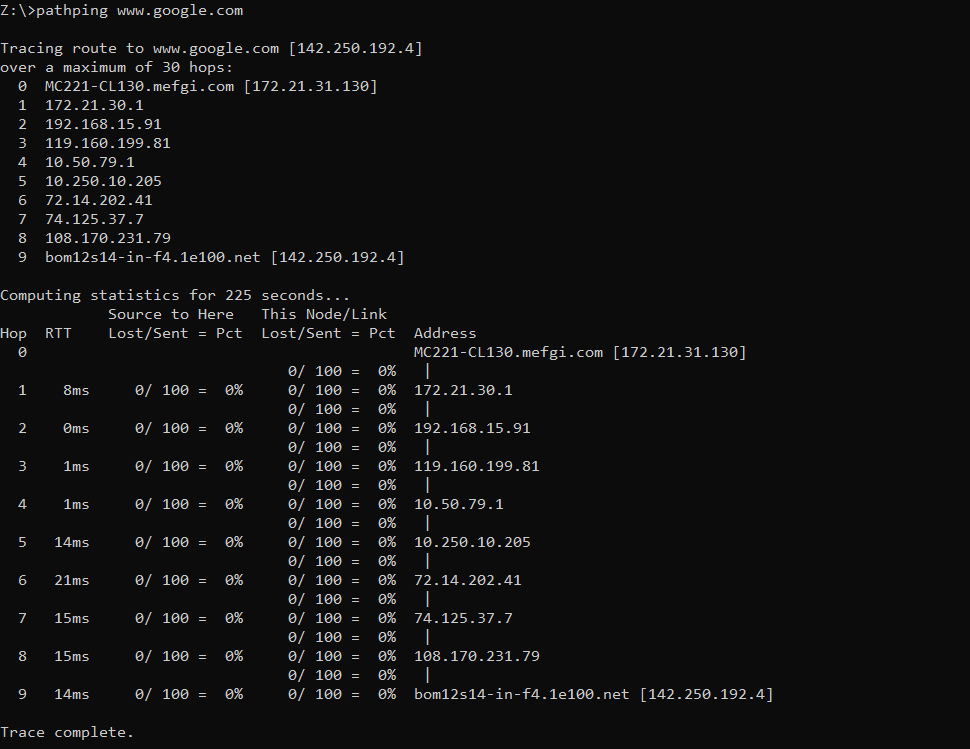 Z:\>pathping www.google.com
Tracing route to www.google.com [142.250.192.4]
over a maximum of 30 hops:
  0  MC221-CL130.mefgi.com [172.21.31.130]
  1  172.21.30.1
  2  192.168.15.91
  3  119.160.199.81
  4  10.50.79.1
  5  10.250.10.205
  6  72.14.202.41
  7  74.125.37.7
  8  108.170.231.79
  9  bom12s14-in-f4.1e100.net [142.250.192.4]
Computing statistics for 225 seconds...
            Source to Here   This Node/Link
Hop  RTT    Lost/Sent = Pct  Lost/Sent = Pct  Address
  0                                           MC221-CL130.mefgi.com [172.21.31.130]
                                0/ 100 =  0%   |
  1    8ms     0/ 100 =  0%     0/ 100 =  0%  172.21.30.1
                                0/ 100 =  0%   |
  2    0ms     0/ 100 =  0%     0/ 100 =  0%  192.168.15.91
                                0/ 100 =  0%   |
  3    1ms     0/ 100 =  0%     0/ 100 =  0%  119.160.199.81
                                0/ 100 =  0%   |
  4    1ms     0/ 100 =  0%     0/ 100 =  0%  10.50.79.1
                                0/ 100 =  0%   |
  5   14ms     0/ 100 =  0%     0/ 100 =  0%  10.250.10.205
                                0/ 100 =  0%   |
  6   21ms     0/ 100 =  0%     0/ 100 =  0%  72.14.202.41
                                0/ 100 =  0%   |
  7   15ms     0/ 100 =  0%     0/ 100 =  0%  74.125.37.7
                                0/ 100 =  0%   |
  8   15ms     0/ 100 =  0%     0/ 100 =  0%  108.170.231.79
                                0/ 100 =  0%   |
  9   14ms     0/ 100 =  0%     0/ 100 =  0%  bom12s14-in-f4.1e100.net [142.250.192.4]
Trace complete.